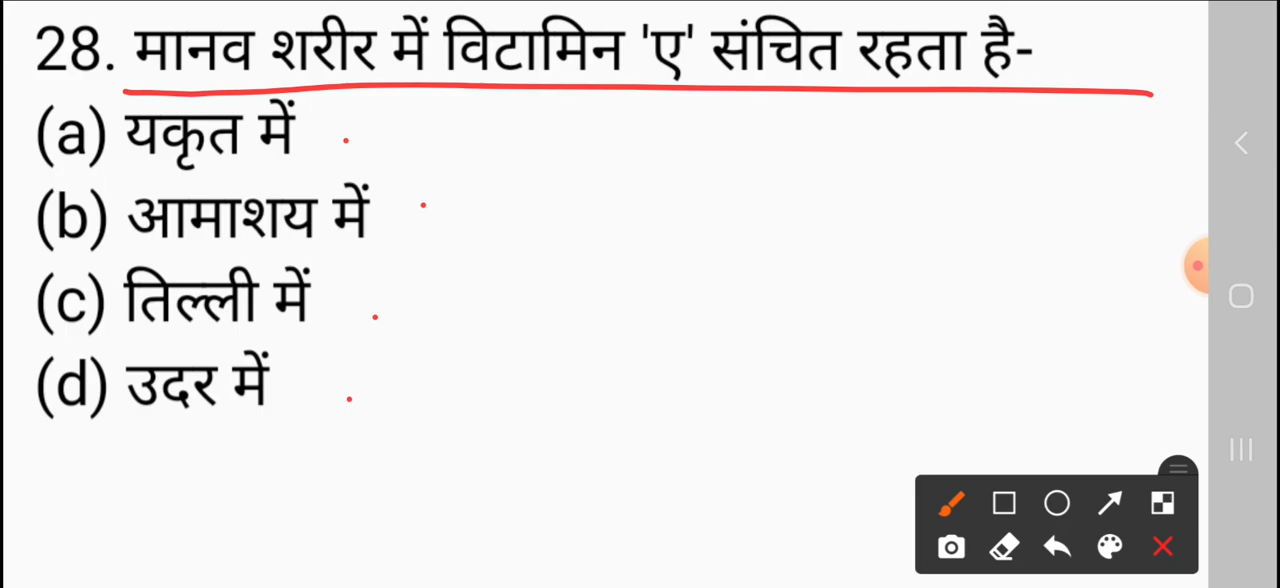 28. मानव शरीर में विटामिन 'ए' संचित रहता है-
(a) यकृत में
(b) आमाशय में
(c) तिल्ली में
(d) उदर में